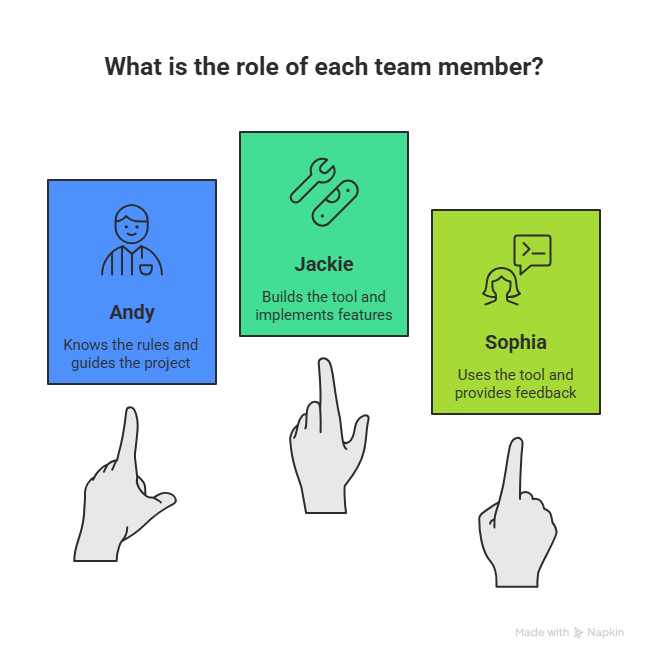 What is the role of each team member?
Andy
Knows the rules and
guides the project
Jackie
Builds the tool and
implements features
Sophia
Uses the tool and
provides feedback
Made with Napkin